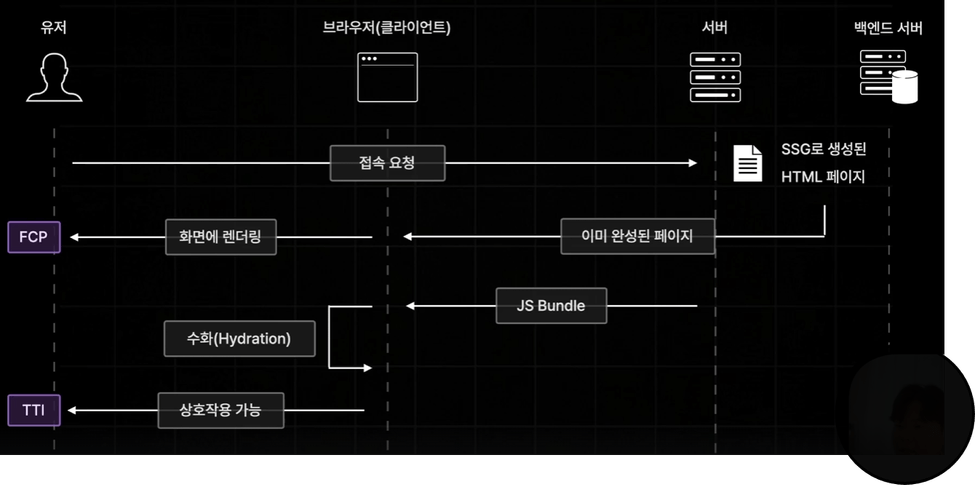 유저
브라우저(클라이언트)
서버
백엔드 서버
접속 요청
SSG로 생성된
HTML 페이지
FCP
화면에 렌더링
이미 완성된 페이지
JS Bundle
수화(Hydration)
TTI
상호작용 가능